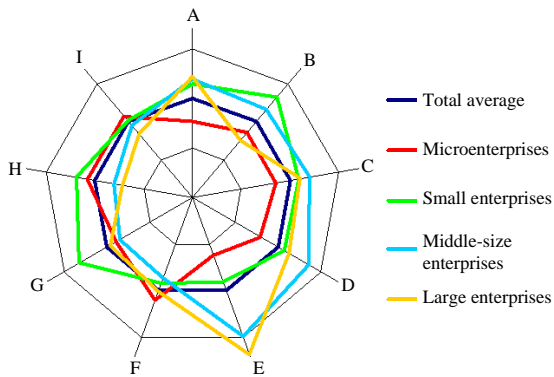 A
B
C
D
E
F
G
H
I
Total average
Microenterprises
Small enterprises
Middle-size
enterprises
Large enterprises